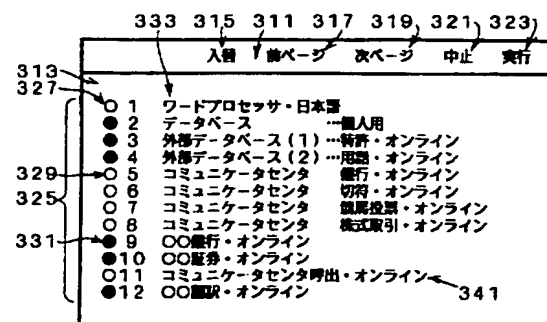 333 315 311 317 319 321 323
入替 前ページ 次ページ 中止 実行
313
327
○ 1 ワードプロセッサ・日本語
● 2 データベース …個人用
● 3 外部データベース(1)…特許・オンライン
● 4 外部データベース(2)…用語・オンライン
329 ○ 5 コミュニケータセンタ 銀行・オンライン
325 ○ 6 コミュニケータセンタ 切符・オンライン
○ 7 コミュニケータセンタ 競馬投票・オンライン
○ 8 コミュニケータセンタ 株式取引・オンライン
331 ● 9 ○○銀行・オンライン
●10 ○○証券・オンライン
○11 コミュニケータセンタ呼出・オンライン
●12 ○○翻訳・オンライン 341